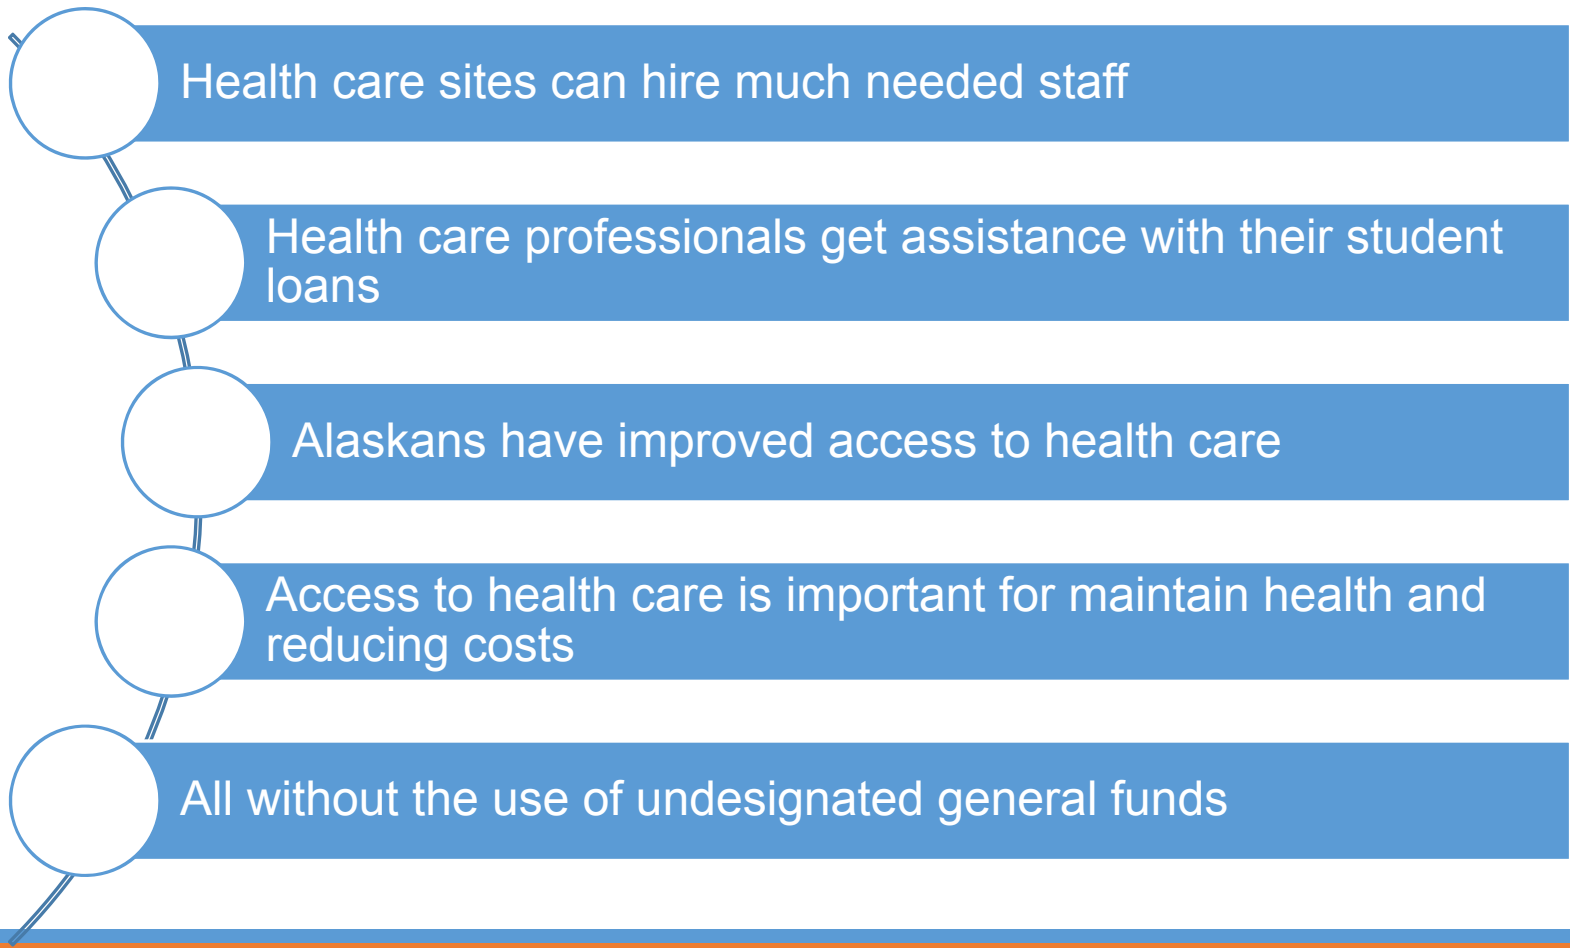 Health care sites can hire much needed staff
Health care professionals get assistance with their student
loans
Alaskans have improved access to health care
Access to health care is important for maintain health and
reducing costs
All without the use of undesignated general funds